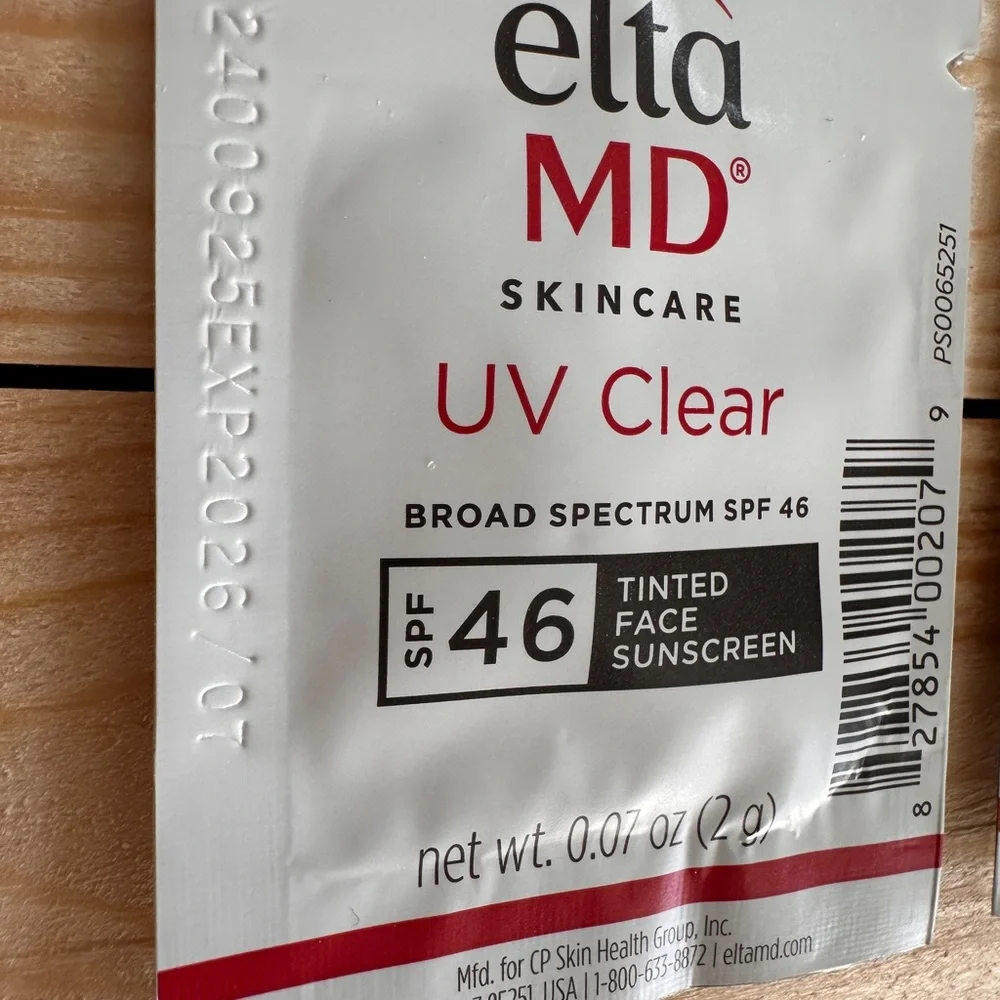 elta
MD®
SKINCARE
UV Clear
BROAD SPECTRUM SPF 46
SPF 46
TINTED
FACE
SUNSCREEN
net wt. 0.07 oz (2 g)
Mfd. for CP Skin Health Group, Inc.
85251, USA | 1-800-633-8872 | eltamd.com
240925EXP2026/07
PS0065251
8 27854 00207 9